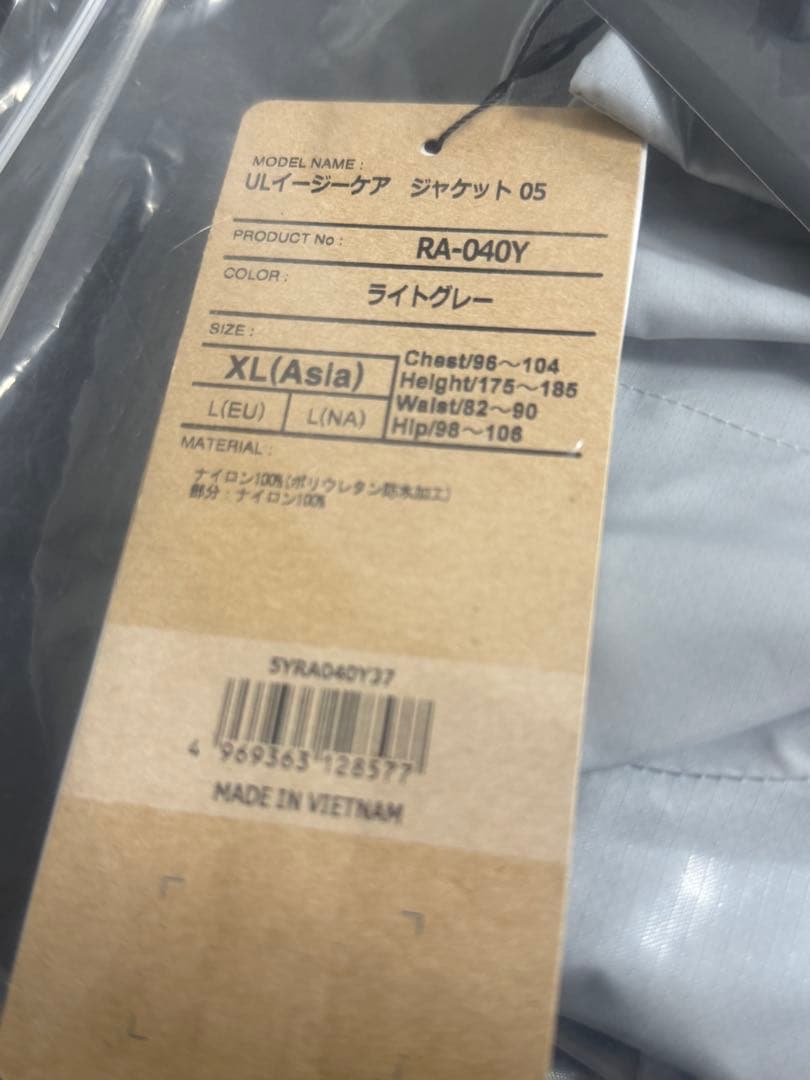 MODEL NAME :
ULイージーケア ジャケット 05
PRODUCT No :
RA-040Y
COLOR :
ライトグレー
SIZE :
XL(Asia)
L(EU) L(NA)
Chest/96～104
Height/175～185
Waist/82～90
Hip/98～106
MATERIAL :
ナイロン100%(ポリウレタン防水加工)
部分:ナイロン100%
5YRA040Y37
4 969363 128577
MADE IN VIETNAM